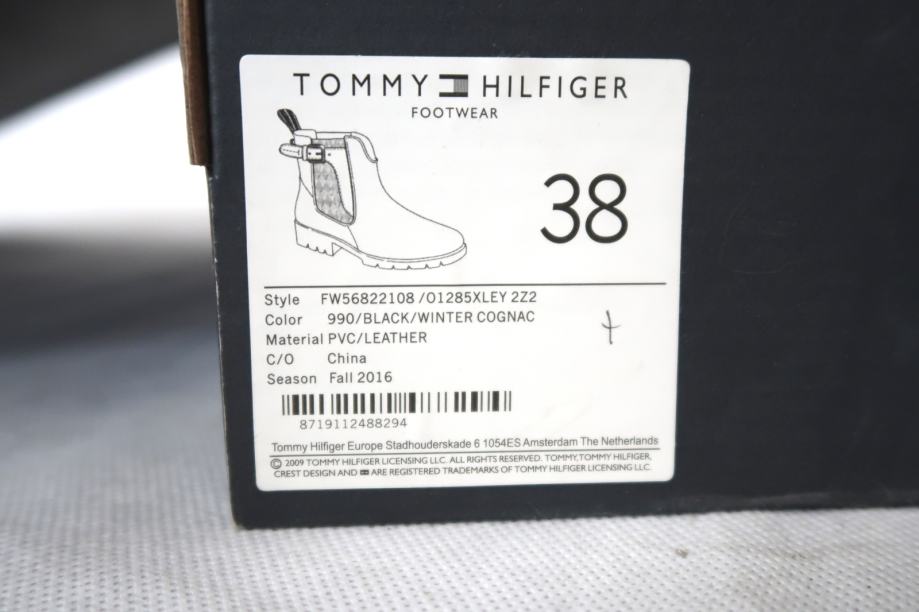 TOMMY HILFIGER
FOOTWEAR
38
Style FW56822108 /O1285XLEY 2Z2
Color 990/BLACK/WINTER COGNAC
Material PVC/LEATHER
C/O China
Season Fall 2016
8719112488294
Tommy Hilfiger Europe Stadhouderskade 6 1054ES Amsterdam The Netherlands
© 2009 TOMMY HILFIGER LICENSING LLC. ALL RIGHTS RESERVED. TOMMY,TOMMY HILFIGER,
CREST DESIGN AND ARE REGISTERED TRADEMARKS OF TOMMY HILFIGER LICENSING LLC.